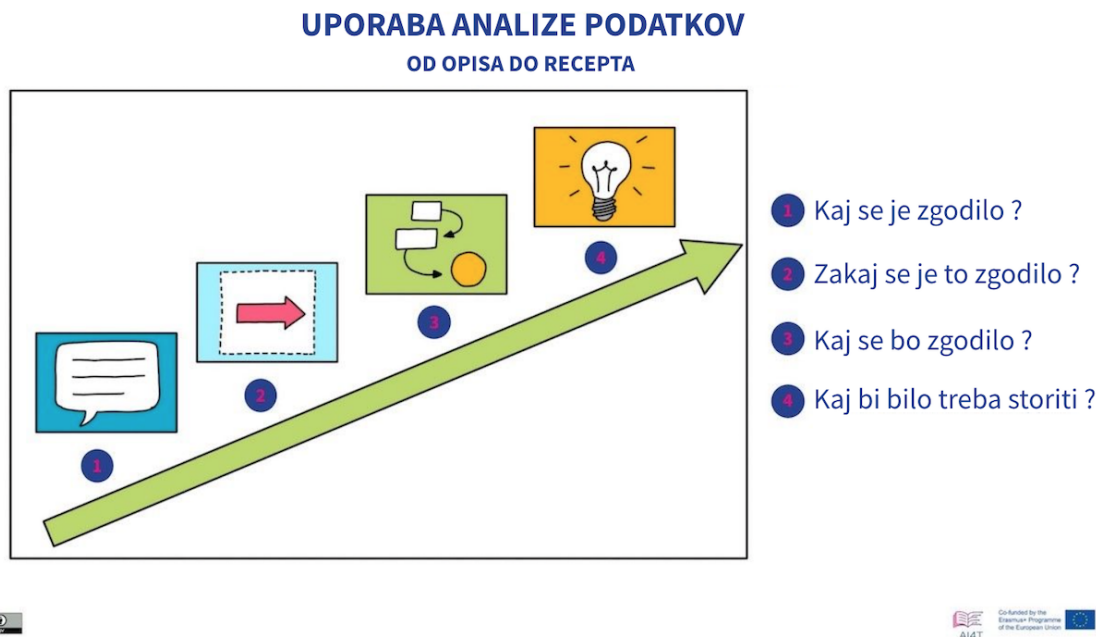 UPORABA ANALIZE PODATKOV
OD OPISA DO RECEPTA
1
2
3
4
1 Kaj se je zgodilo ?
2 Zakaj se je to zgodilo ?
3 Kaj se bo zgodilo ?
4 Kaj bi bilo treba storiti ?
Co-funded by the
Erasmus+ Programme
of the European Union
AI4T